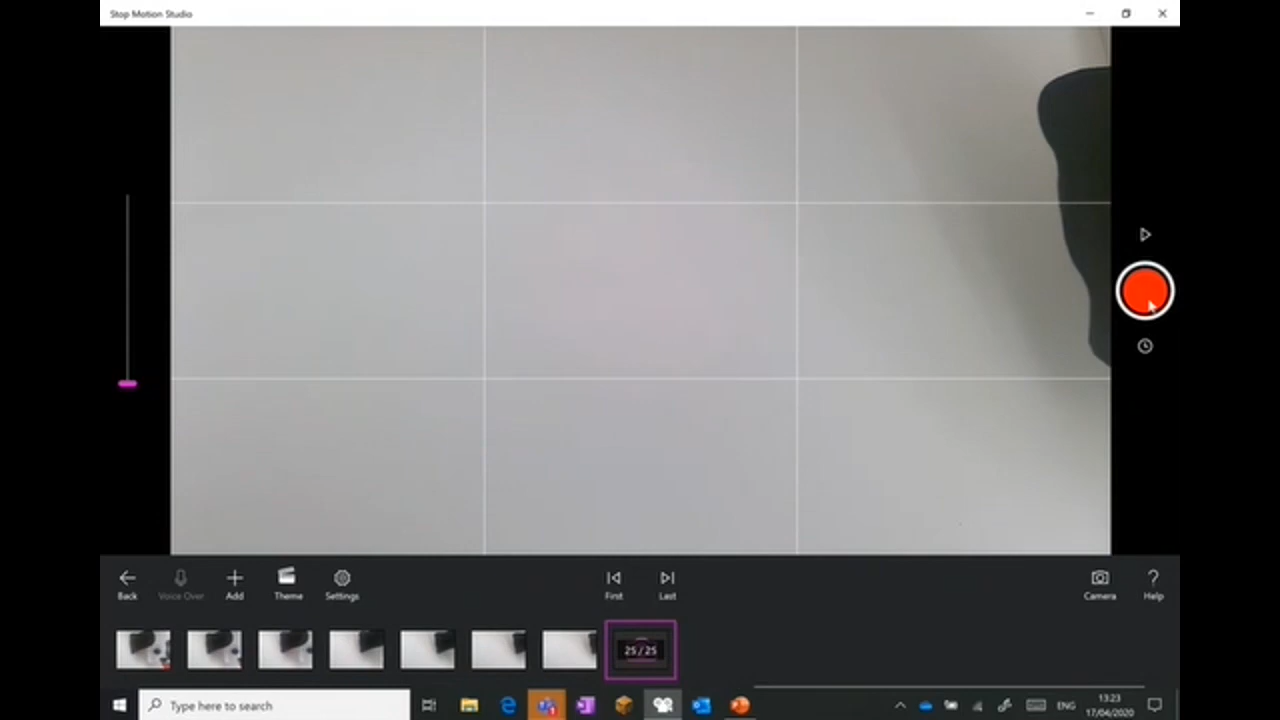 Stop Motion Studio
Back
Voice Over
Add
Theme
Settings
First
Last
Camera
Help
25/25
Type here to search
ENG
13:23
17/04/2020